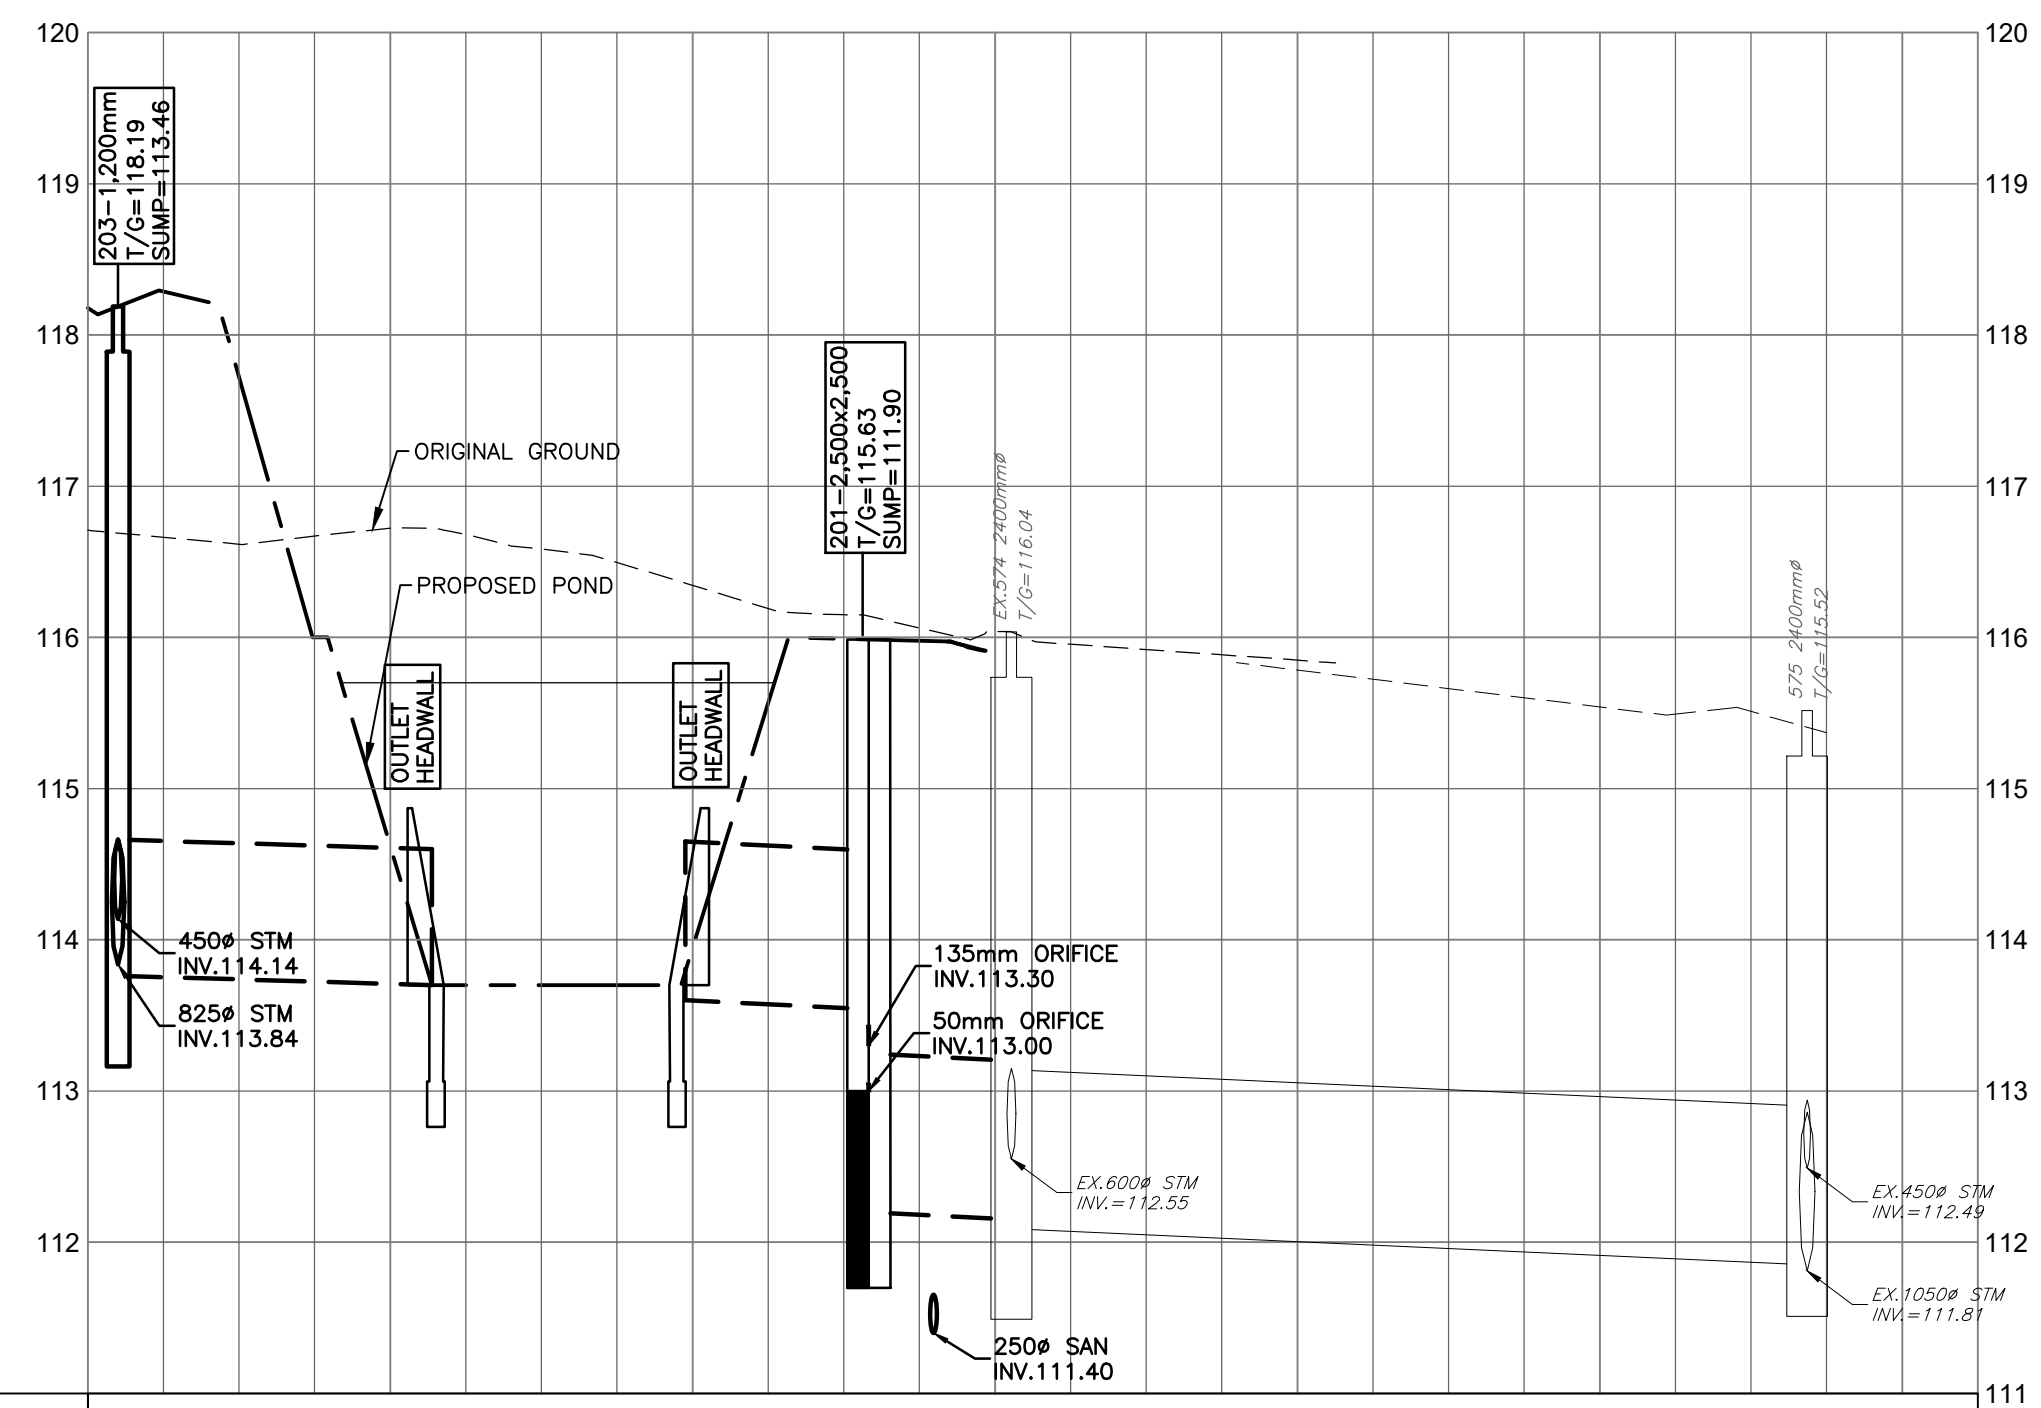 120
120
119
119
118
118
117
117
116
116
115
115
114
114
113
113
112
112
111
203-1,200mm
T/G=118.19
SUMP=113.46
ORIGINAL GROUND
PROPOSED POND
OUTLET
HEADWALL
OUTLET
HEADWALL
201-2,500x2,500
T/G=115.63
SUMP=111.90
EX.574 2400mmø
T/G=116.04
575 2400mmø
T/G=115.52
450ø STM
INV.114.14
825ø STM
INV.113.84
135mm ORIFICE
INV.113.30
50mm ORIFICE
INV.113.00
EX.600ø STM
INV.=112.55
EX.450ø STM
INV.=112.49
EX.1050ø STM
INV.=111.81
250ø SAN
INV.111.40